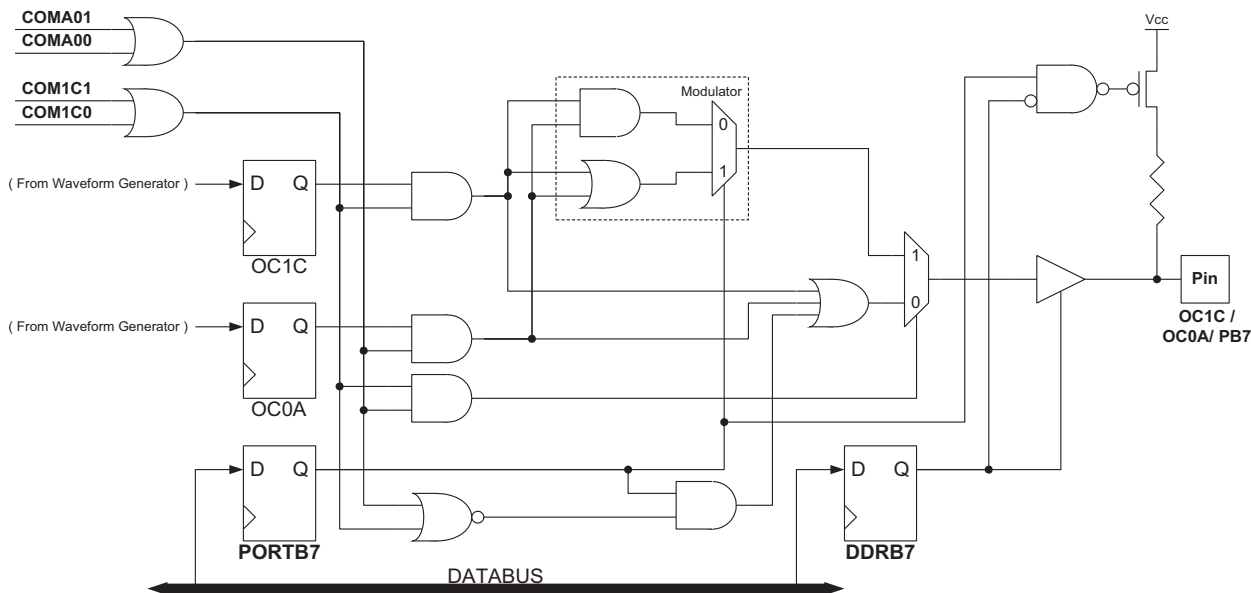 COMA01
COMA00
COM1C1
COM1C0
Vcc
Modulator
0
1
( From Waveform Generator )
D Q
OC1C
1
0
Pin
OC1C /
OC0A/ PB7
( From Waveform Generator )
D Q
OC0A
D Q
PORTB7
D Q
DDRB7
DATABUS